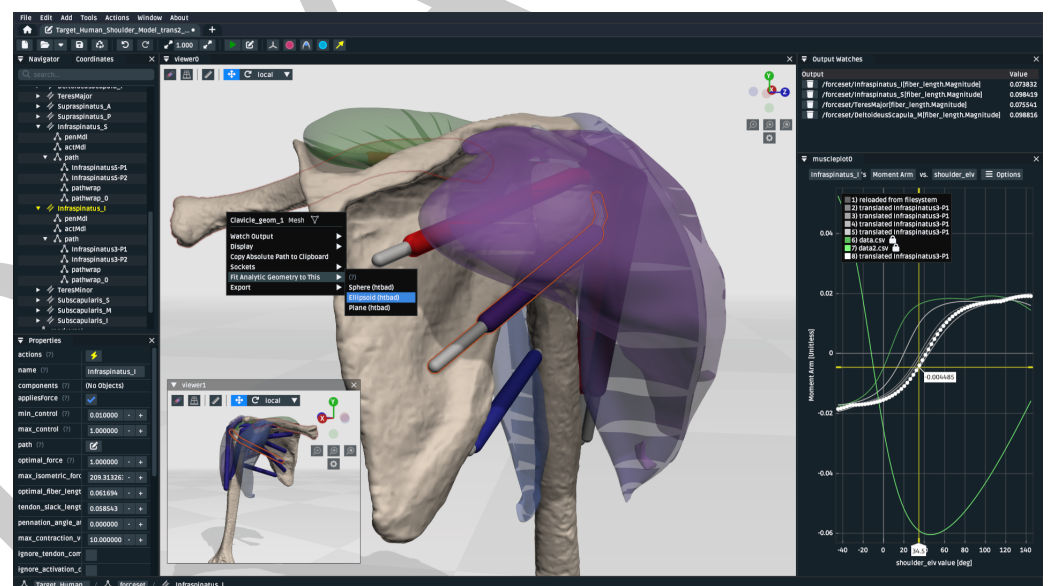 File Edit Add Tools Actions Window About
Target_Human_Shoulder_Model_trans2_...
1.000
Navigator Coordinates
search...
TeresMajor
Supraspinatus_A
Supraspinatus_P
Infraspinatus_S
penMdl
actMdl
path
Infraspinatus5-P1
Infraspinatus5-P2
pathwrap
pathwrap_0
Infraspinatus_I
penMdl
actMdl
path
Infraspinatus3-P1
Infraspinatus3-P2
pathwrap
pathwrap_0
TeresMinor
Subscapularis_S
Subscapularis_M
Subscapularis_I
Properties
actions (?)
name (?) Infraspinatus_I
components (?) (No Objects)
appliesForce (?)
min_control (?) 0.010000 - +
max_control (?) 1.000000 - +
path (?)
optimal_force (?) 1.000000 - +
max_isometric_forc 209.31326 - +
optimal_fiber_lengt 0.061694 - +
tendon_slack_lengt 0.058543 - +
pennation_angle_at 0.000000 - +
max_contraction_v 10.000000 - +
ignore_tendon_com
ignore_activation_d
viewer0
local
Y
Z
Clavicle_geom_1 Mesh
Watch Output
Display
Copy Absolute Path to Clipboard
Sockets
Fit Analytic Geometry to This
Export
(?)
Sphere (htbad)
Ellipsoid (htbad)
Plane (htbad)
viewer1
local
Y
X
Output Watches
Output Value
/forceset/Infraspinatus_I[fiber_length.Magnitude] 0.073832
/forceset/Infraspinatus_S[fiber_length.Magnitude] 0.098419
/forceset/TeresMajor[fiber_length.Magnitude] 0.075541
/forceset/DeltoideusScapula_M[fiber_length.Magnitude] 0.098816
muscleplot0
Infraspinatus_I 's Moment Arm vs. shoulder_elv Options
1) reloaded from filesystem
2) translated Infraspinatus3-P1
3) translated Infraspinatus3-P1
4) translated Infraspinatus3-P1
5) translated Infraspinatus3-P1
6) data.csv
7) data2.csv
8) translated Infraspinatus3-P1
Moment Arm [Unitless]
0.04
0.02
0
-0.02
-0.04
-0.06
-0.004485
-40 -20 0 20 34.5 60 80 100 120 140
shoulder_elv value [deg]
Target_Human / forceset / Infraspinatus_I